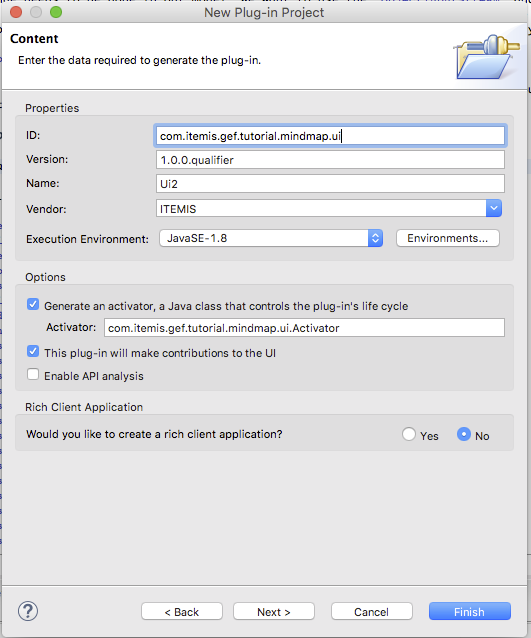 New Plug-in Project
Content
Enter the data required to generate the plug-in.
Properties
ID: com.itemis.gef.tutorial.mindmap.ui
Version: 1.0.0.qualifier
Name: Ui2
Vendor: ITEMIS
Execution Environment: JavaSE-1.8 Environments...
Options
Generate an activator, a Java class that controls the plug-in's life cycle
Activator: com.itemis.gef.tutorial.mindmap.ui.Activator
This plug-in will make contributions to the UI
Enable API analysis
Rich Client Application
Would you like to create a rich client application? Yes No
? < Back Next > Cancel Finish